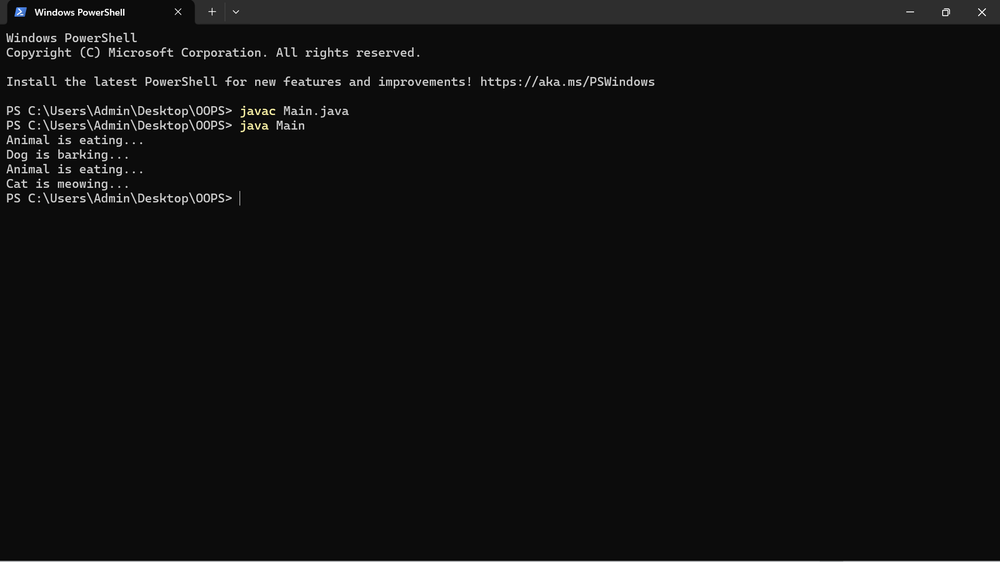 Windows PowerShell
Windows PowerShell
Copyright (C) Microsoft Corporation. All rights reserved.
Install the latest PowerShell for new features and improvements! https://aka.ms/PSWindows
PS C:\Users\Admin\Desktop\OOPS> javac Main.java
PS C:\Users\Admin\Desktop\OOPS> java Main
Animal is eating...
Dog is barking...
Animal is eating...
Cat is meowing...
PS C:\Users\Admin\Desktop\OOPS>